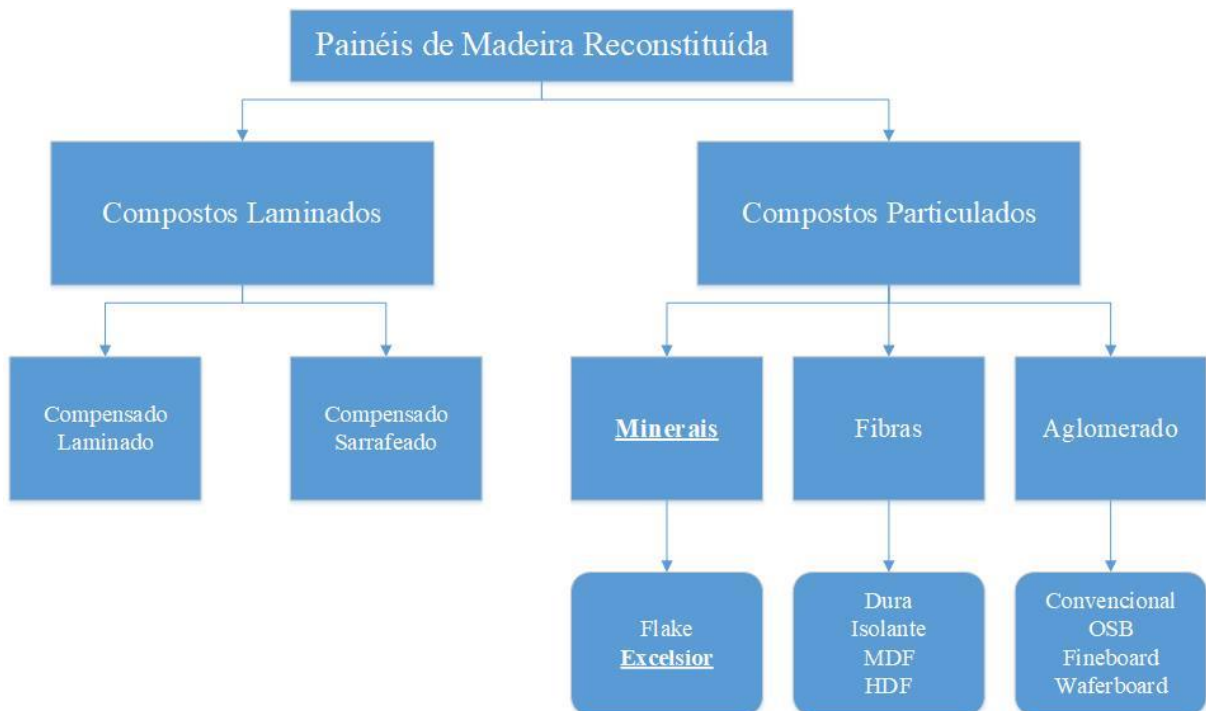 Painéis de Madeira Reconstituída
Compostos Laminados
Compostos Particulados
Compensado
Laminado
Compensado
Sarrafeado
Minerais
Fibras
Aglomerado
Flake
Excelsior
Dura
Isolante
MDF
HDF
Convencional
OSB
Fineboard
Waferboard